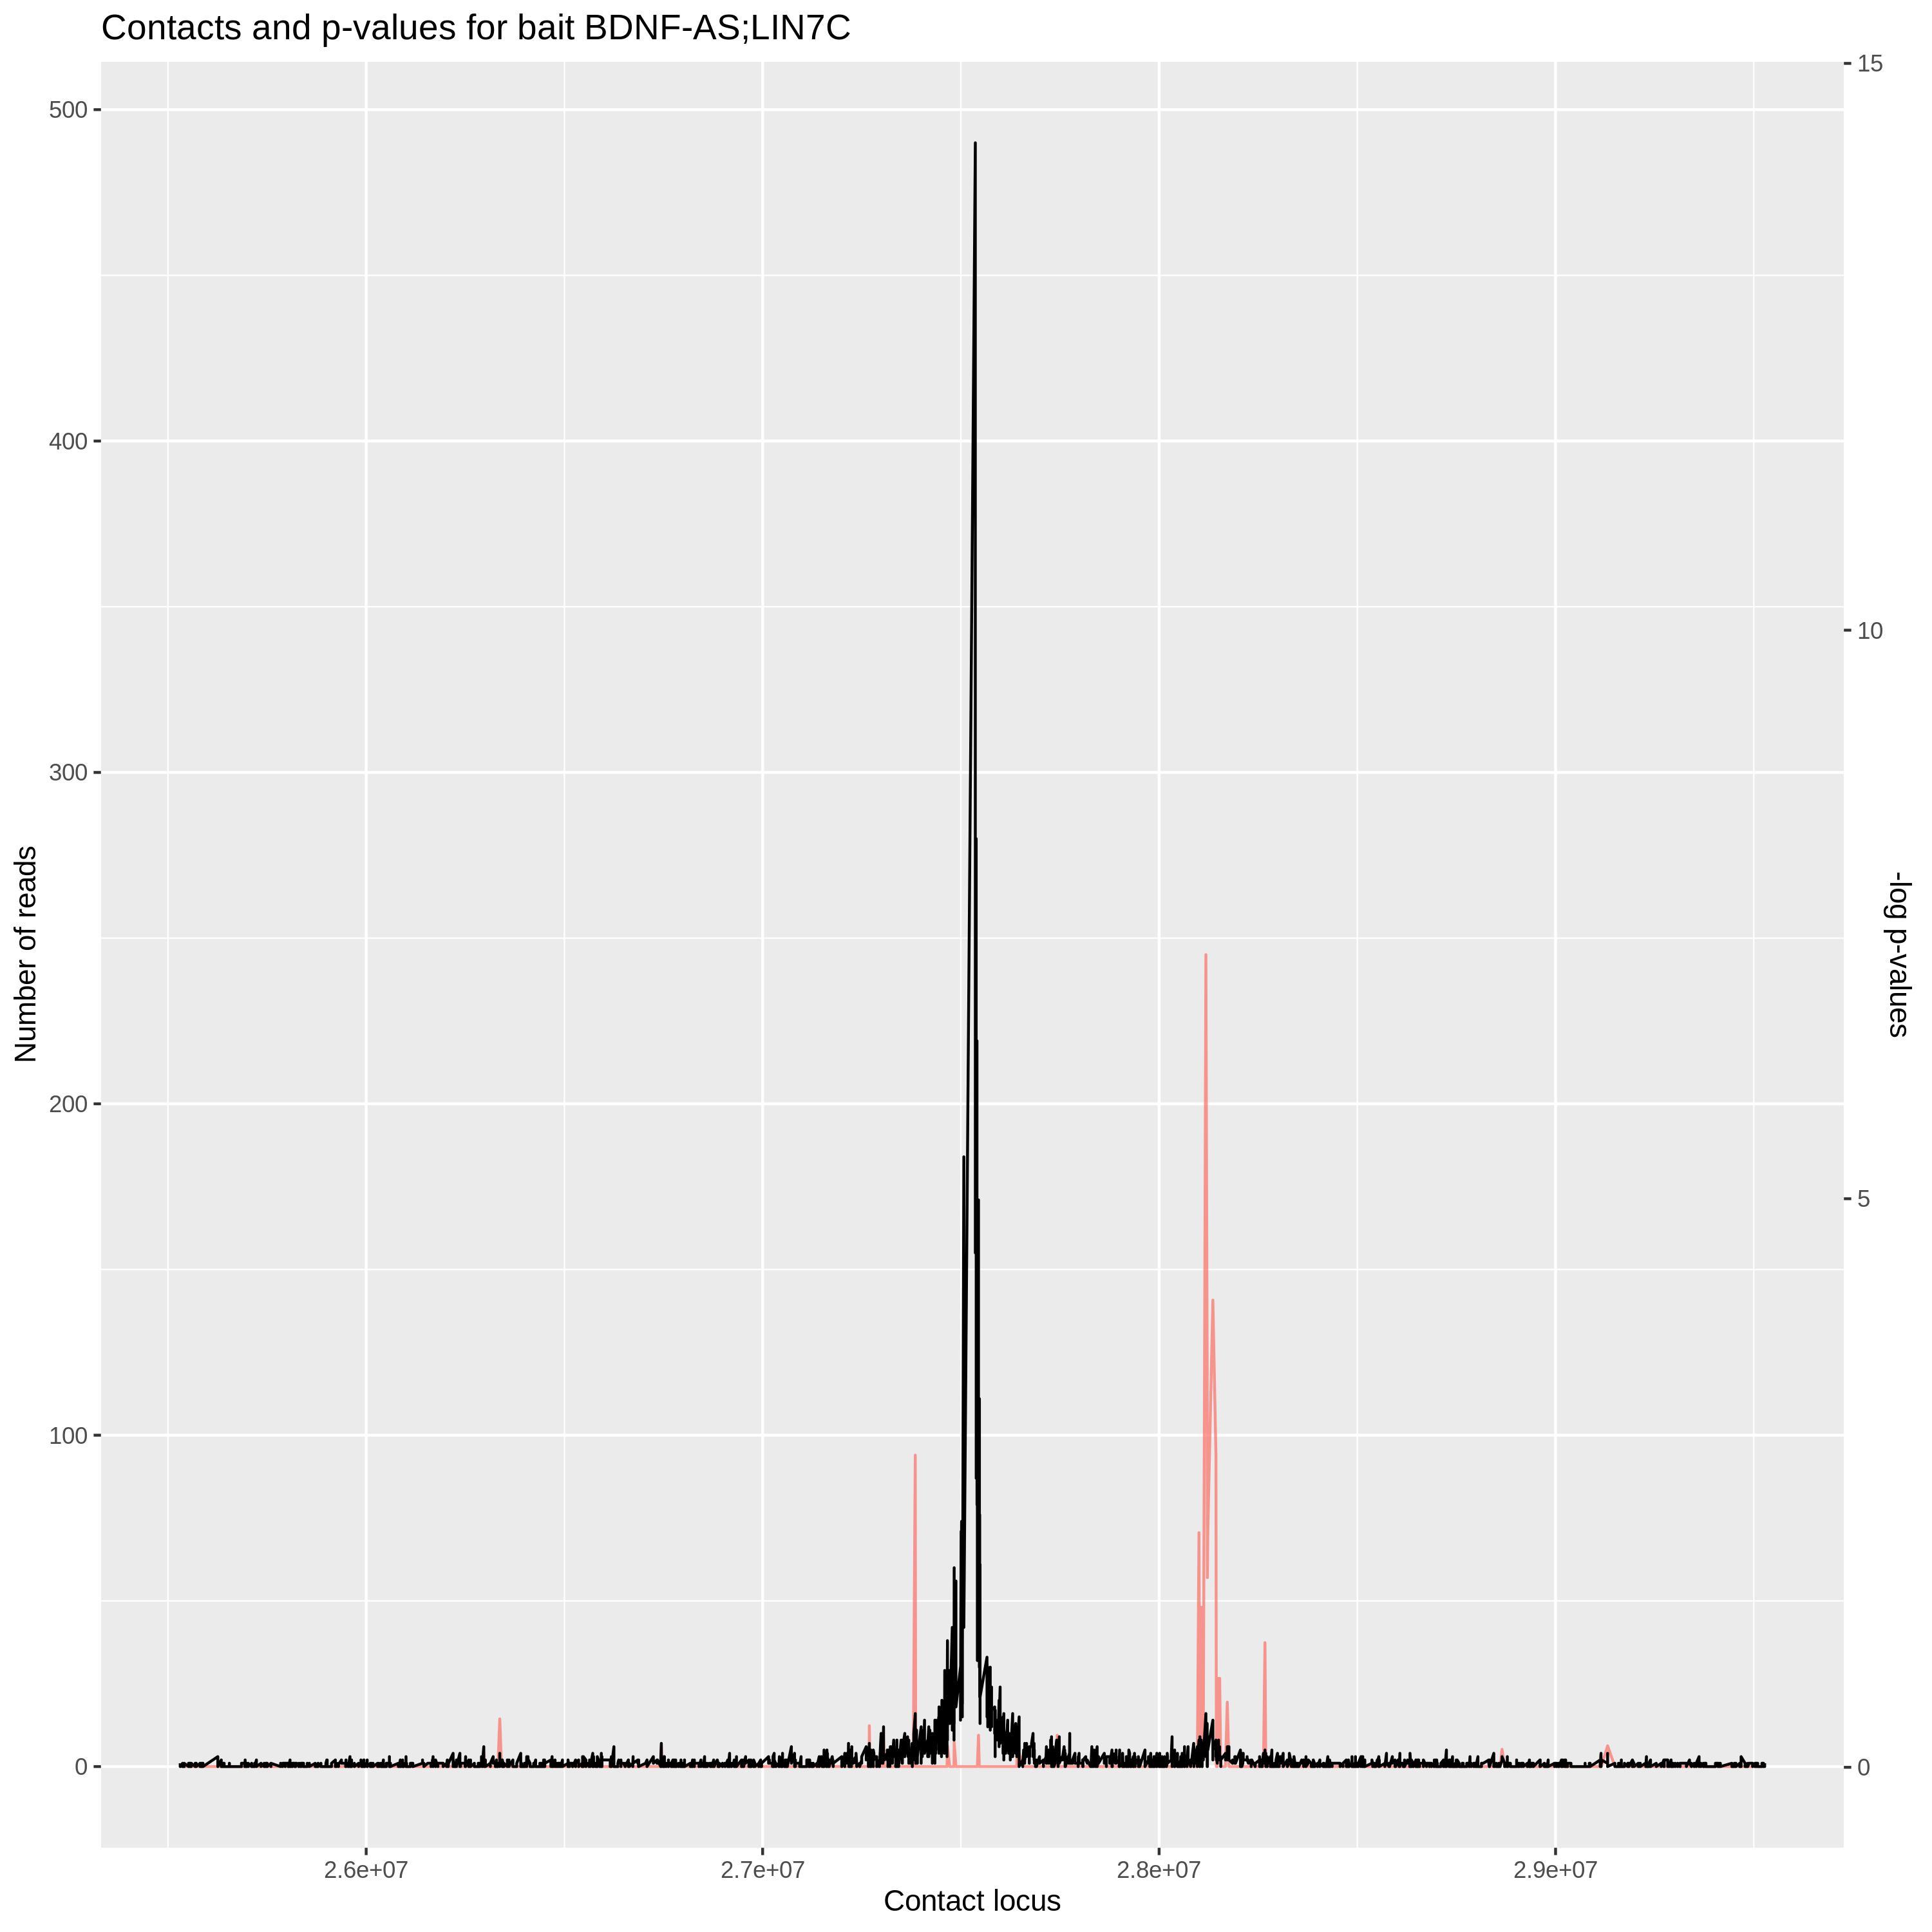 Contacts and p-values for bait BDNF-AS;LIN7C
500
400
300
200
100
0
Number of reads
15
10
5
0
-log p-values
2.6e+07
2.7e+07
2.8e+07
2.9e+07
Contact locus